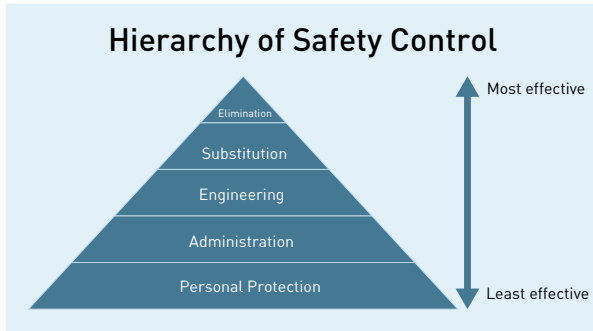 Hierarchy of Safety Control
Most effective
Elimination
Substitution
Engineering
Administration
Personal Protection
Least effective